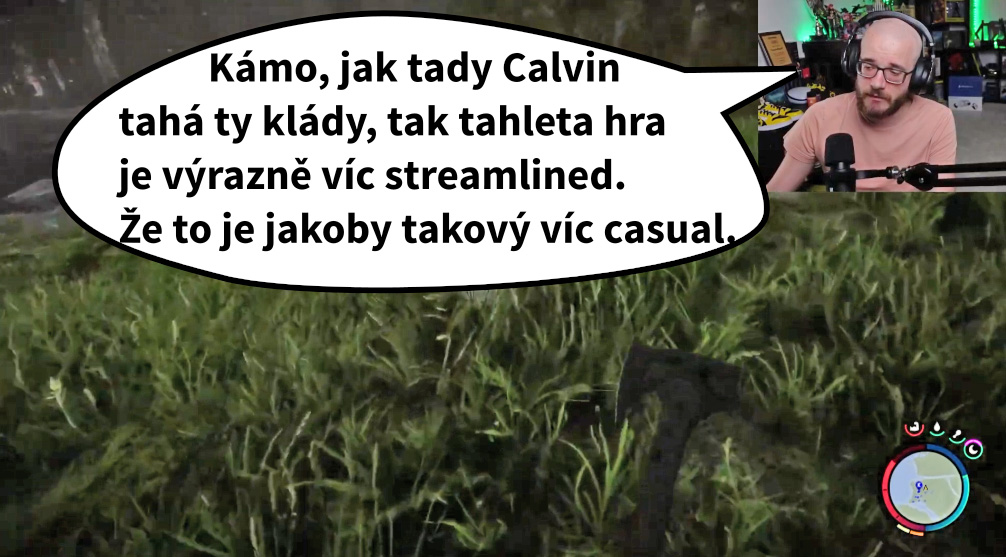 Kámo, jak tady Calvin
tahá ty klády, tak tahleta hra
je výrazně víc streamlined.
Že to je jakoby takový víc casual.